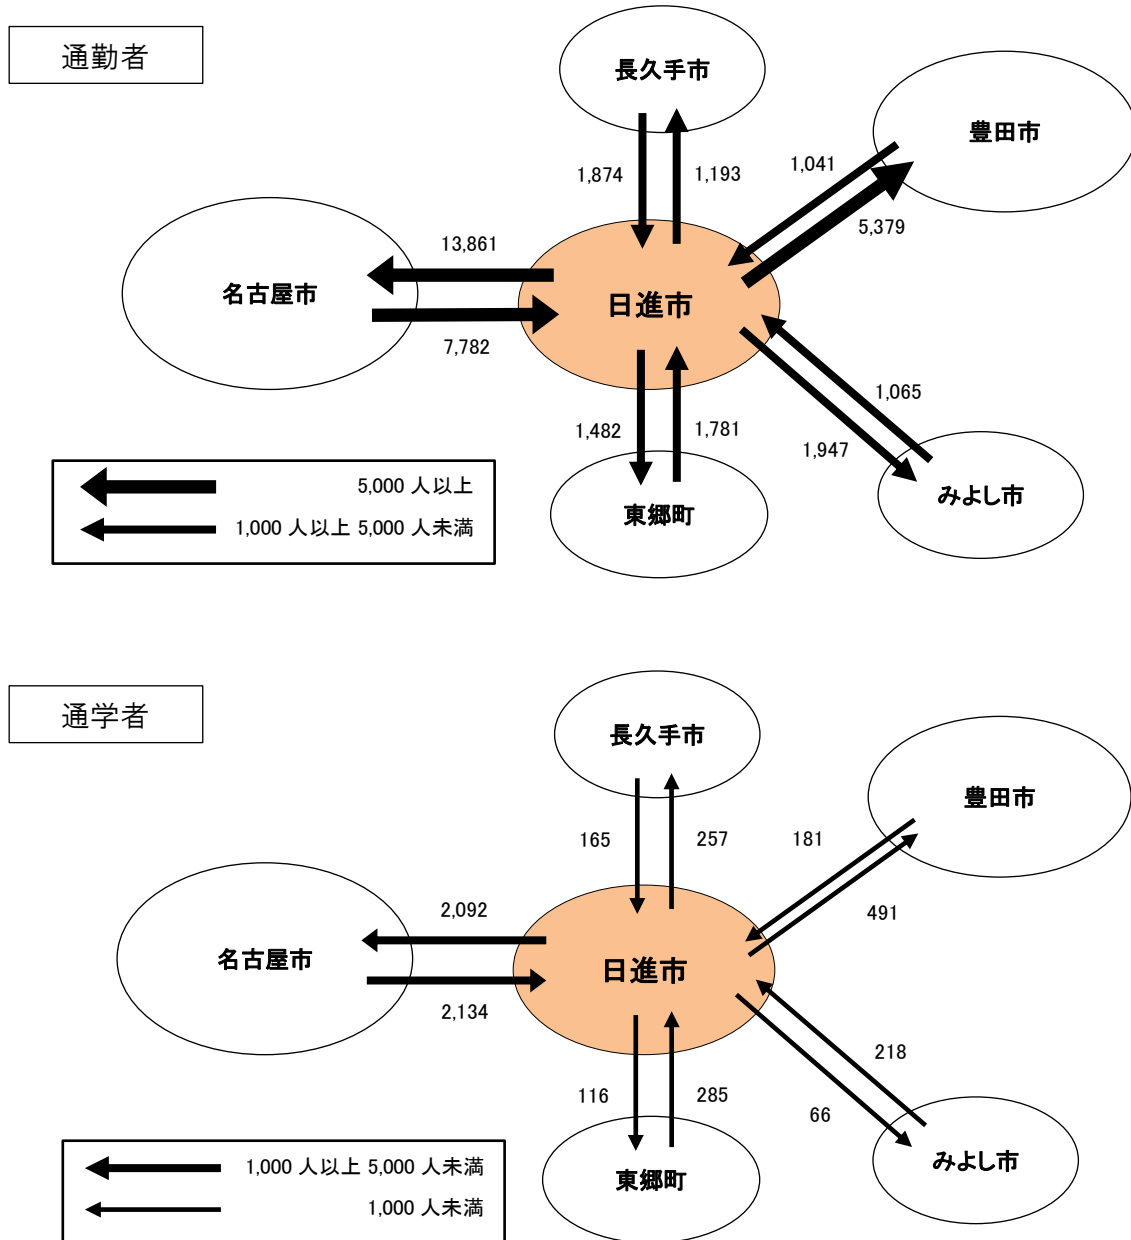 通勤者
長久手市
豊田市
1,041
1,874
1,193
5,379
13,861
名古屋市
日進市
7,782
1,065
1,482
1,781
1,947
5,000 人以上
みよし市
東郷町
1,000 人以上 5,000 人未満
通学者
長久手市
豊田市
165
257
181
2,092
491
名古屋市
日進市
2,134
218
116
285
66
1,000 人以上 5,000 人未満
みよし市
東郷町
1,000 人未満